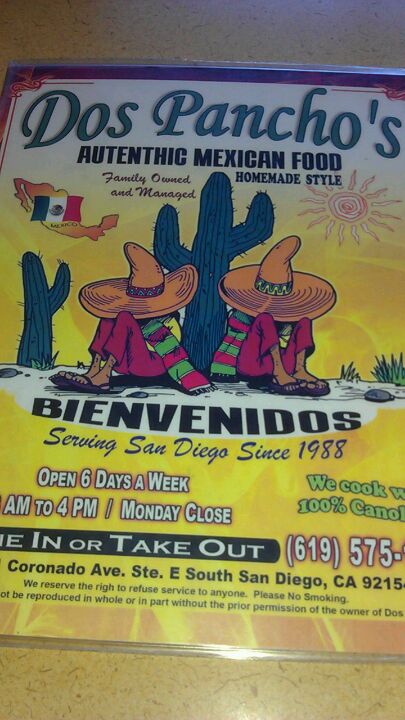 Dos Pancho's
AUTENTHIC MEXICAN FOOD
Family Owned
and Managed
HOMEMADE STYLE
MEXICO
BIENVENIDOS
Serving San Diego Since 1988
OPEN 6 DAYS A WEEK
AM TO 4 PM / MONDAY CLOSE
We cook w
100% Canol
E IN OR TAKE OUT (619) 575-
Coronado Ave. Ste. E South San Diego, CA 92154
We reserve the righ to refuse service to anyone. Please No Smoking.
ot be reproduced in whole or in part without the prior permission of the owner of Dos